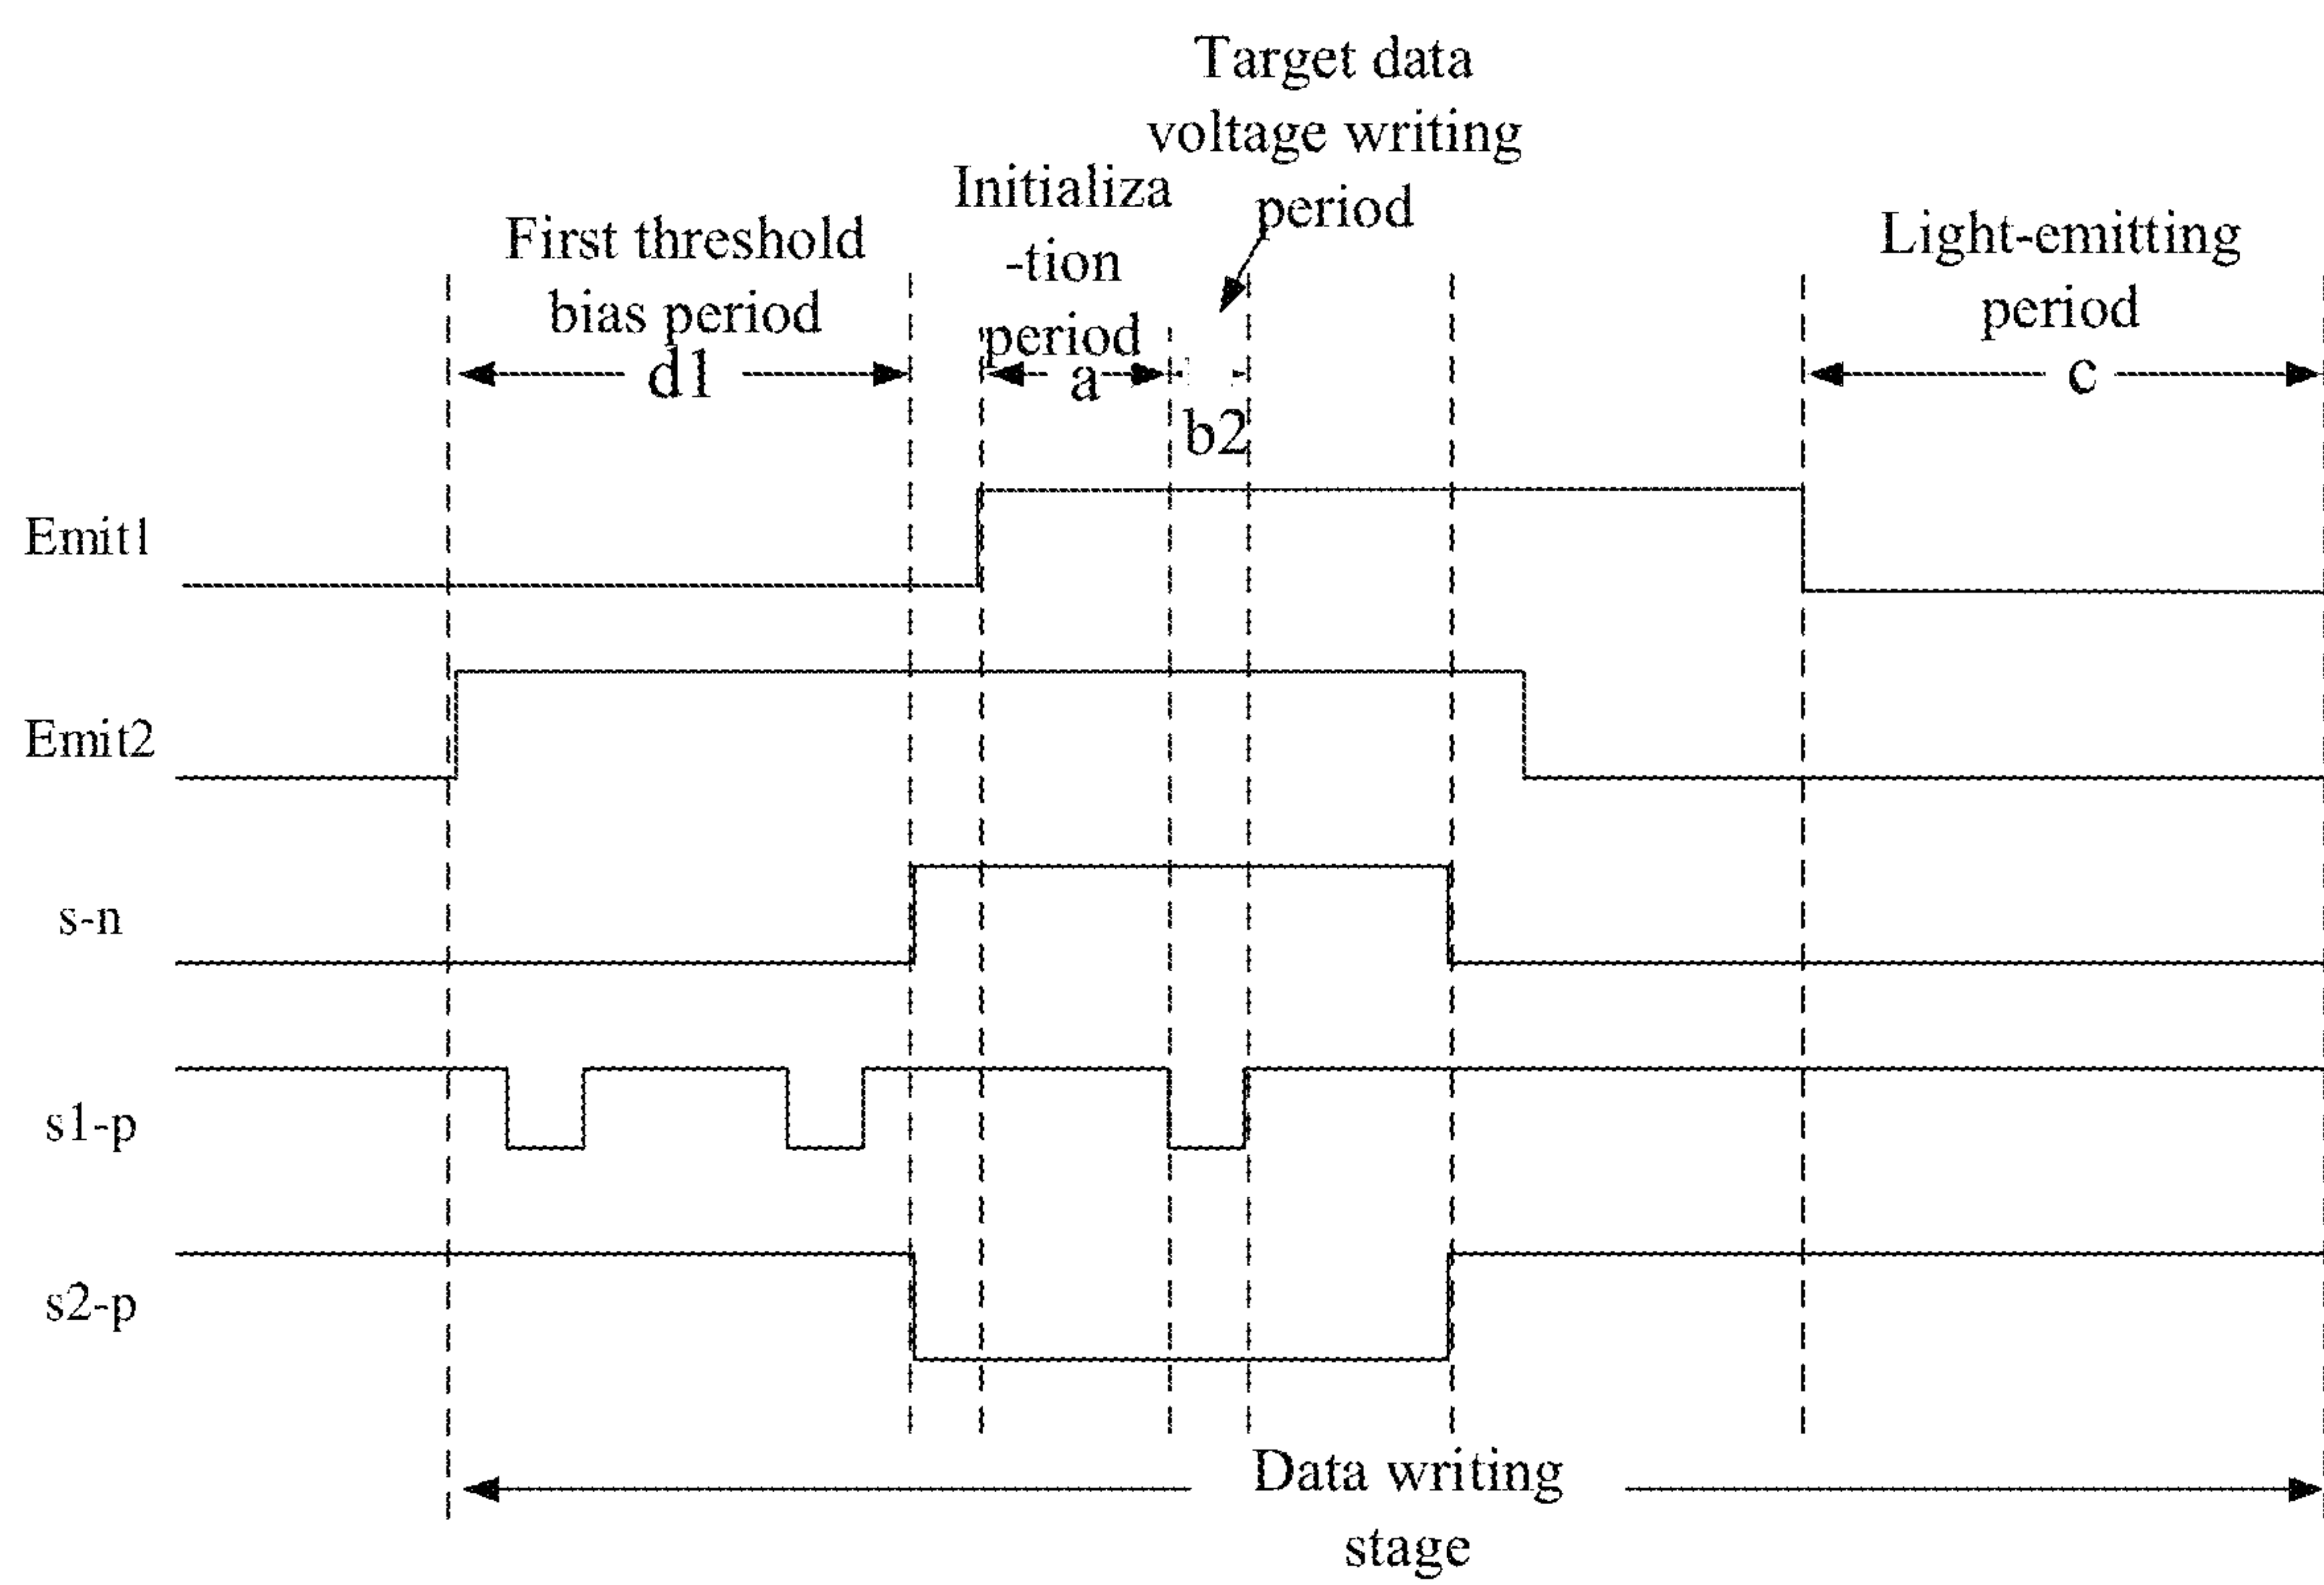 Target data
voltage writing
period
Initializa
-tion
period
First threshold
bias period
Light-emitting
period
d1
a
b2
c
Emit1
Emit2
s-n
s1-p
s2-p
Data writing
stage